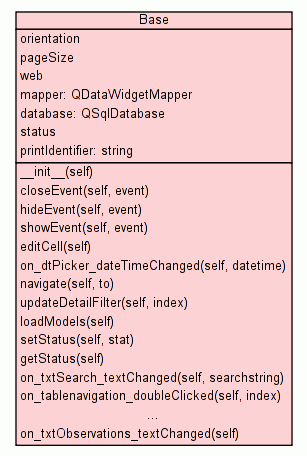 Base
orientation
pageSize
web
mapper: QDataWidgetMapper
database: QSqlDatabase
status
printIdentifier: string
__init__(self)
closeEvent(self, event)
hideEvent(self, event)
showEvent(self, event)
editCell(self)
on_dtPicker_dateTimeChanged(self, datetime)
navigate(self, to)
updateDetailFilter(self, index)
loadModels(self)
setStatus(self, stat)
getStatus(self)
on_txtSearch_textChanged(self, searchstring)
on_tablenavigation_doubleClicked(self, index)
...
on_txtObservations_textChanged(self)